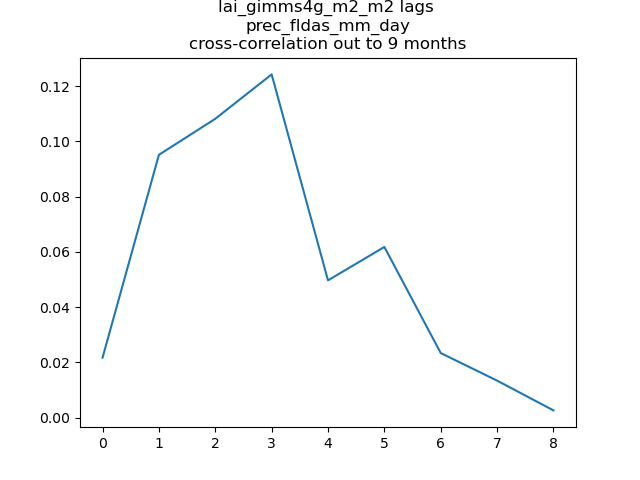 lai_gimms4g_m2_m2 lags
prec_fldas_mm_day
cross-correlation out to 9 months
0.12
0.10
0.08
0.06
0.04
0.02
0.00
0 1 2 3 4 5 6 7 8